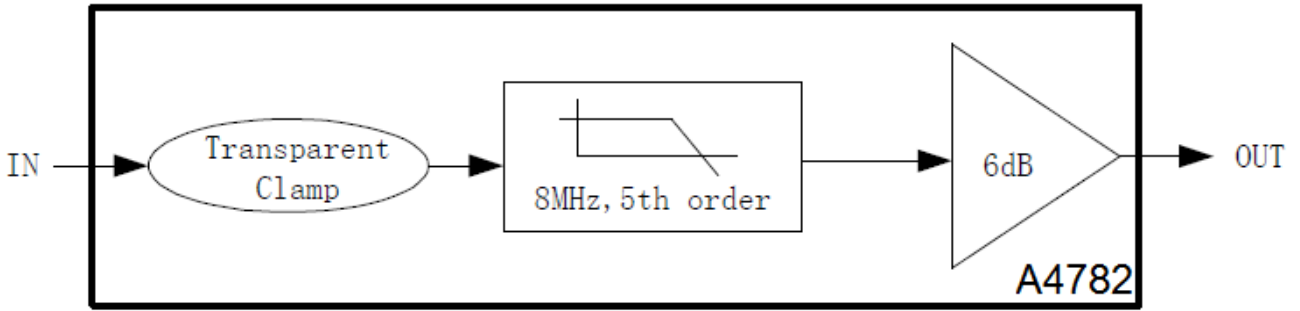 IN
Transparent
Clamp
8MHz,5th order
6dB
OUT
A4782